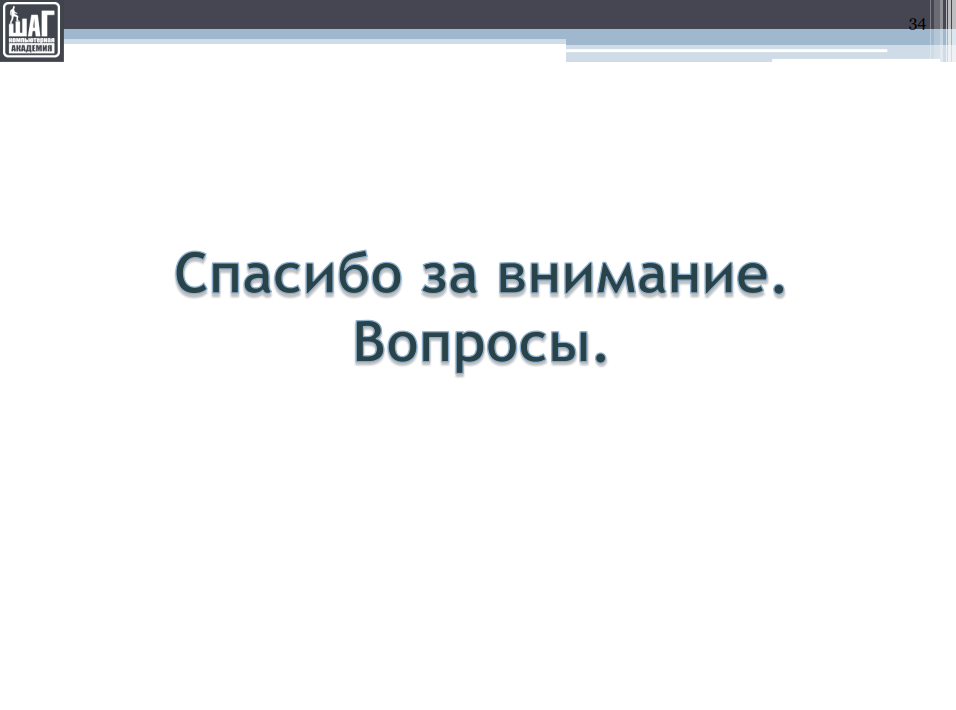 ШАГ
КОМПЬЮТЕРНАЯ
АКАДЕМИЯ
34
Спасибо за внимание.
Вопросы.